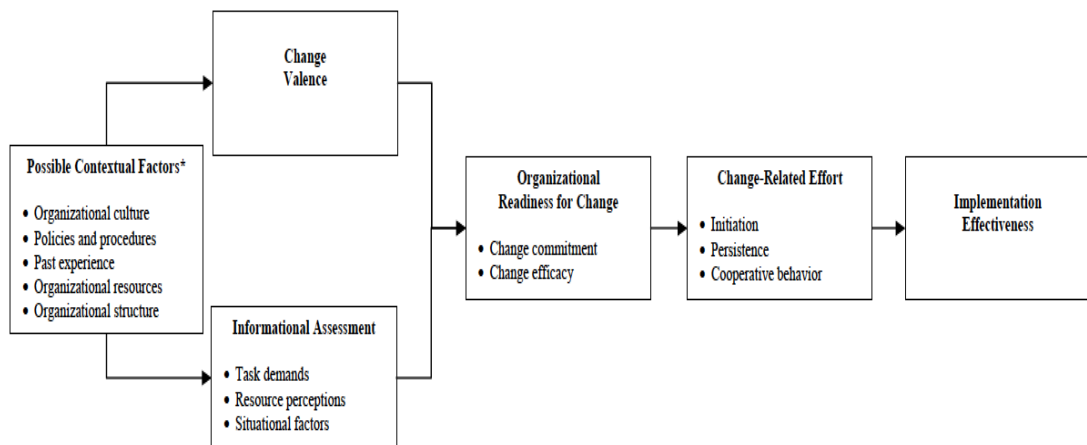 Change
Valence
Possible Contextual Factors*
• Organizational culture
• Policies and procedures
• Past experience
• Organizational resources
• Organizational structure
Informational Assessment
• Task demands
• Resource perceptions
• Situational factors
Organizational
Readiness for Change
• Change commitment
• Change efficacy
Change-Related Effort
• Initiation
• Persistence
• Cooperative behavior
Implementation
Effectiveness